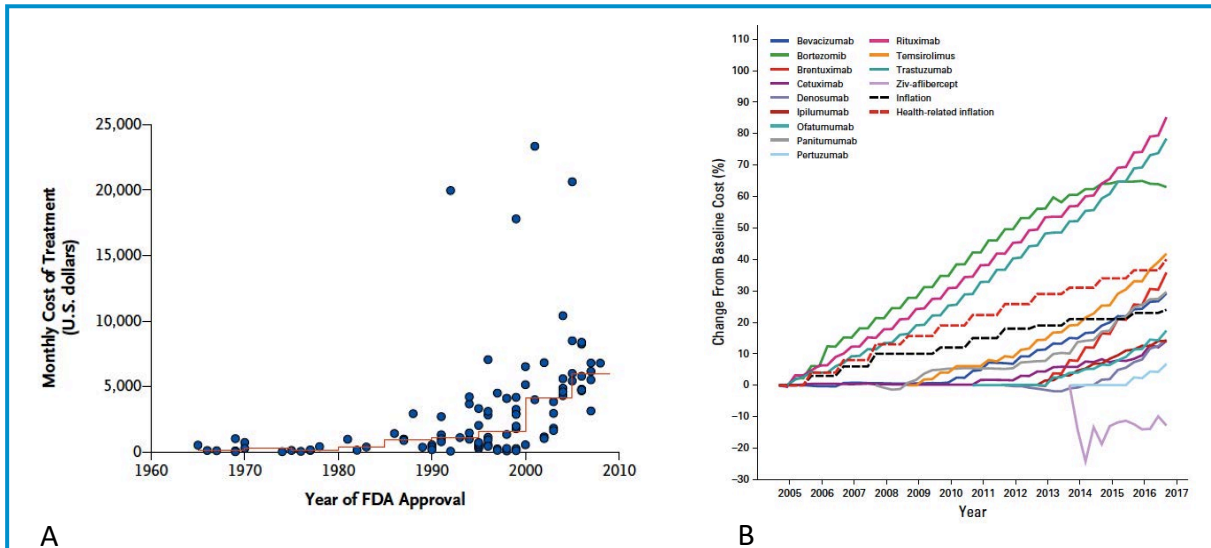 Monthly Cost of Treatment
(U.S. dollars)
25,000
20,000
15,000
10,000
5,000
0
1960
1970
1980
1990
2000
2010
Year of FDA Approval
A
Change From Baseline Cost (%)
110
100
90
80
70
60
50
40
30
20
10
0
–10
–20
–30
Bevacizumab
Bortezomib
Brentuximab
Cetuximab
Denosumab
Ipilumumab
Ofatumumab
Panitumumab
Pertuzumab
Rituximab
Temsirolimus
Trastuzumab
Ziv-aflibercept
Inflation
Health-related inflation
2005
2006
2007
2008
2009
2010
2011
2012
2013
2014
2015
2016
2017
Year
B